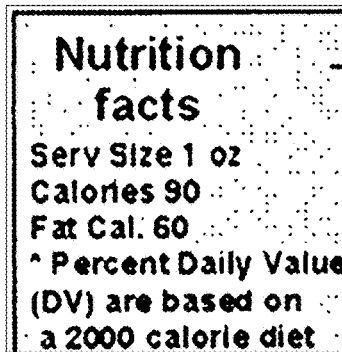 Nutrition
facts
Serv Size 1 oz
Calories 90
Fat Cal. 60
^ Percent Daily Value
(DV) are based on
a 2000 calorie diet